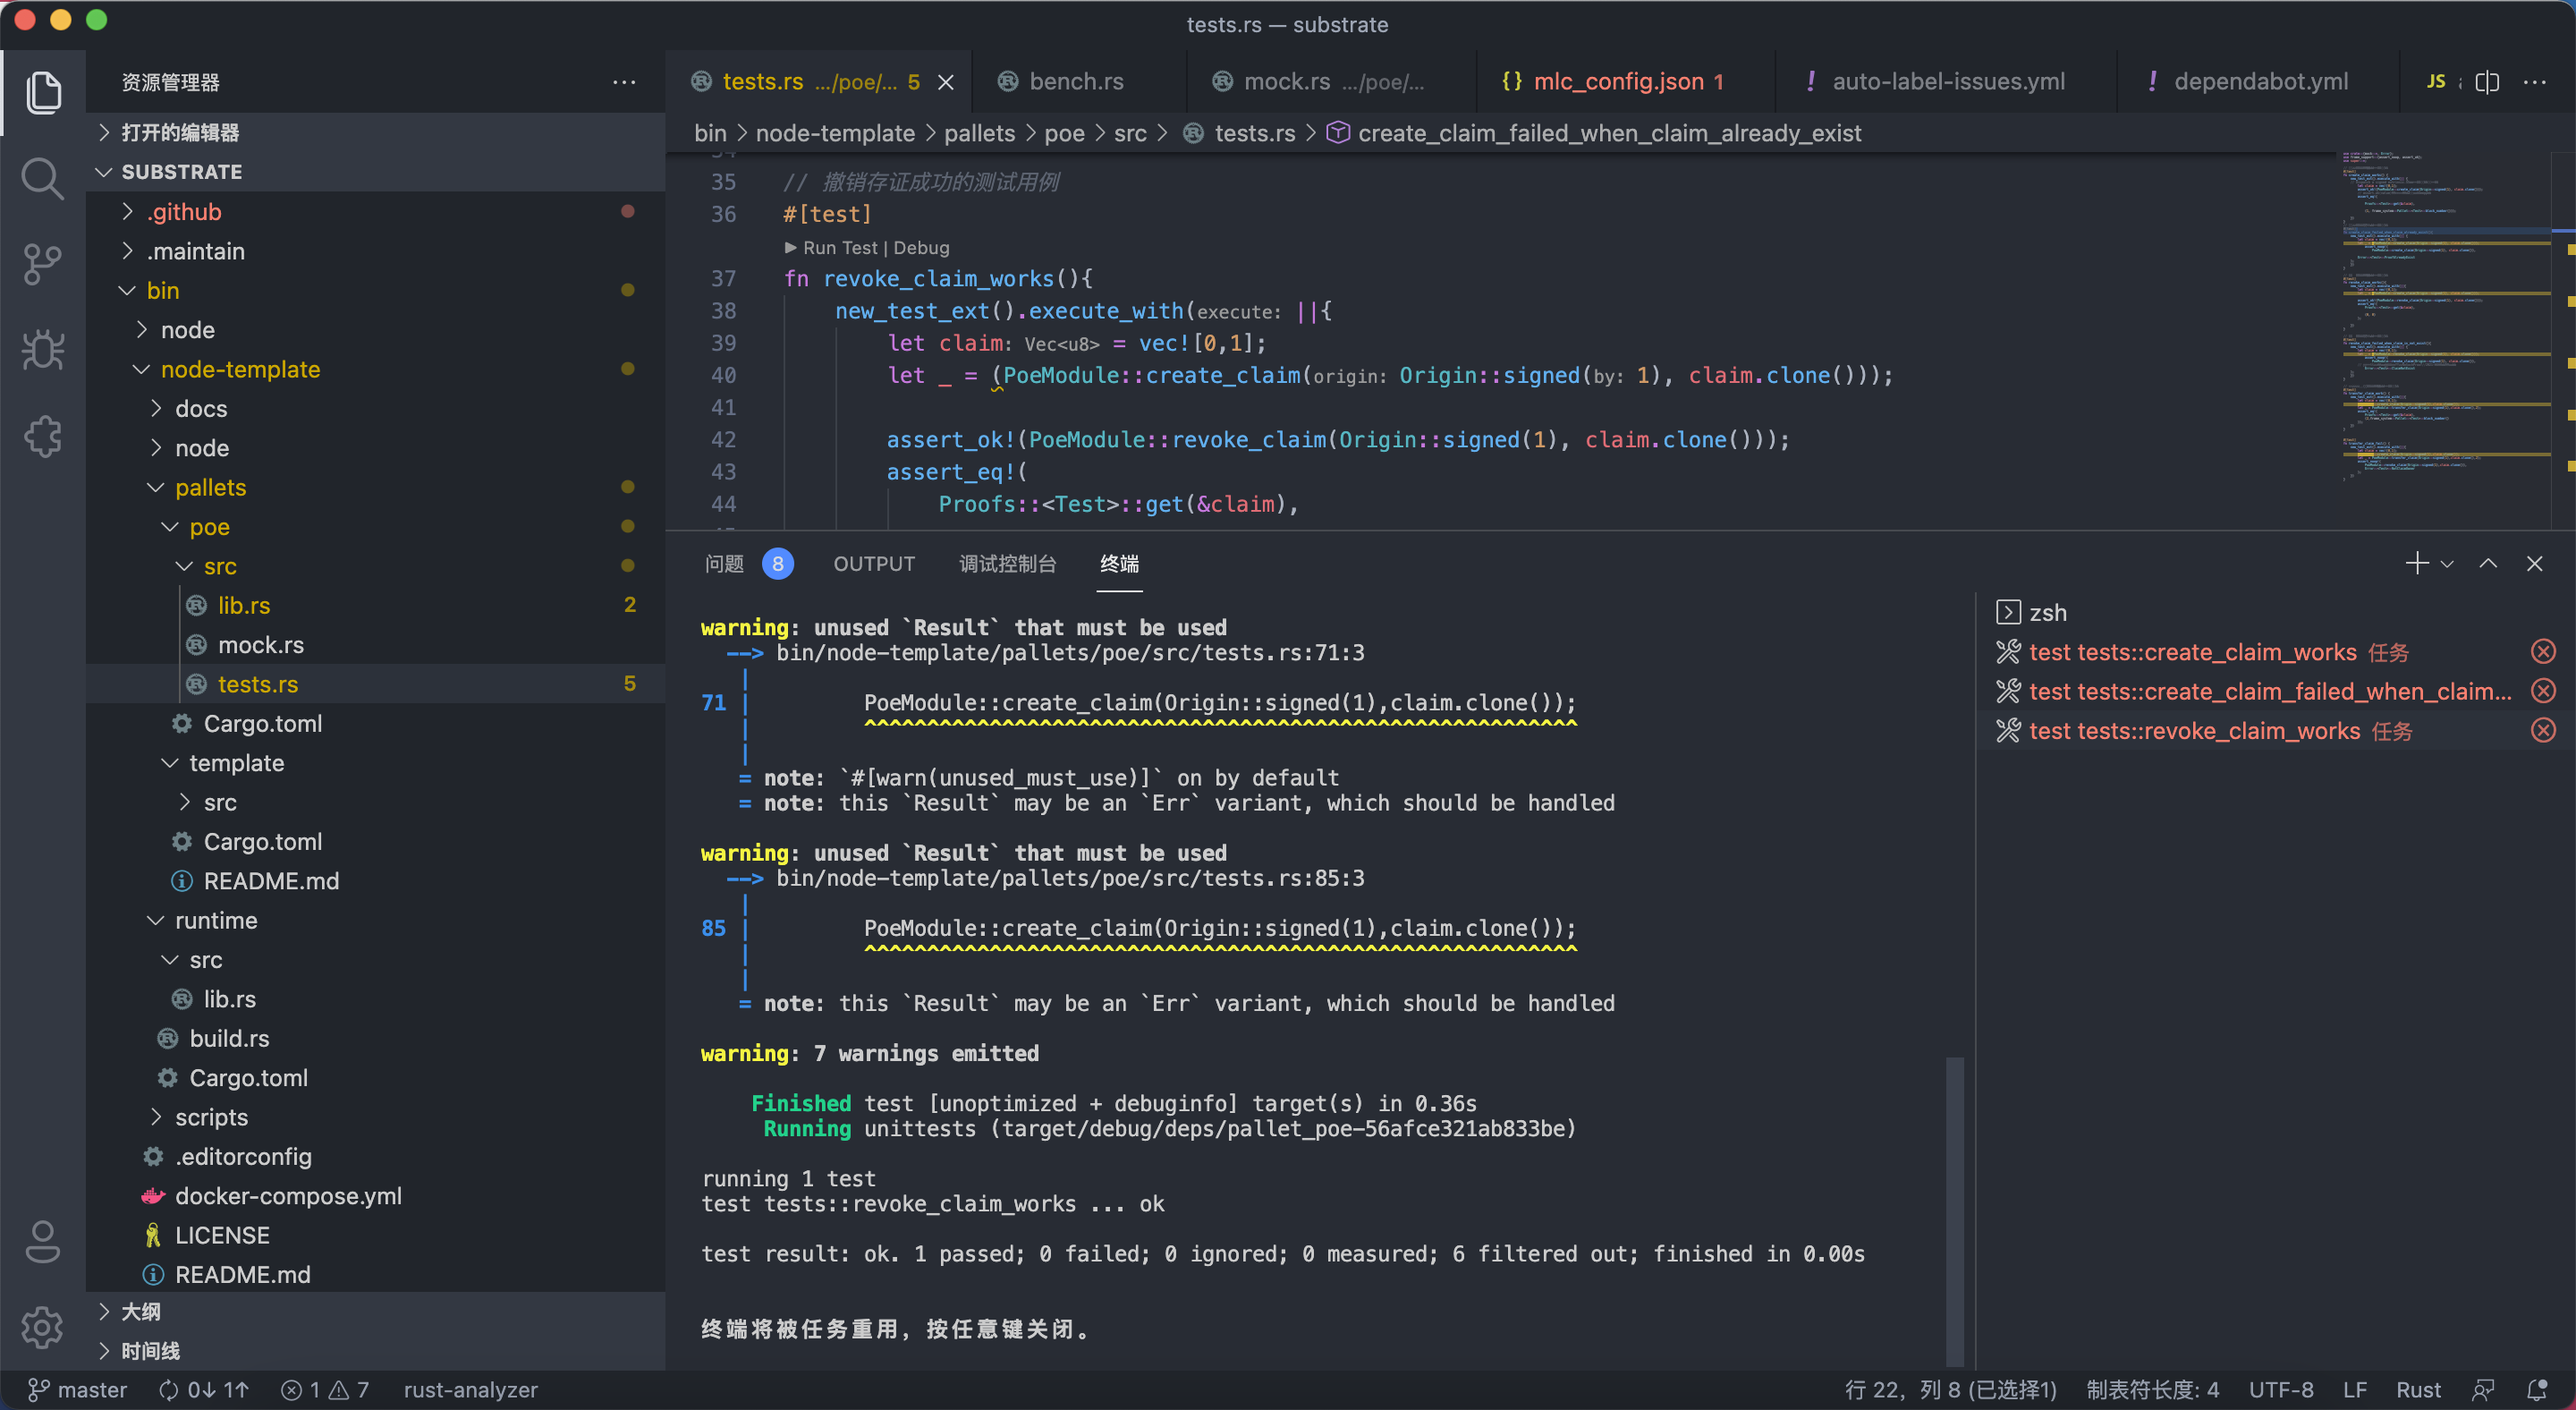 tests.rs — substrate
资源管理器
打开的编辑器
SUBSTRATE
.github
.maintain
bin
node
node-template
docs
node
pallets
poe
src
lib.rs 2
mock.rs
tests.rs 5
Cargo.toml
template
src
Cargo.toml
README.md
runtime
src
lib.rs
build.rs
Cargo.toml
scripts
.editorconfig
docker-compose.yml
LICENSE
README.md
大纲
时间线
tests.rs .../poe/... 5
bench.rs
mock.rs .../poe/...
{} mlc_config.json 1
! auto-label-issues.yml
! dependabot.yml
JS
bin > node-template > pallets > poe > src > tests.rs > create_claim_failed_when_claim_already_exist
35 // 撤销存证成功的测试用例
36 #[test]
Run Test | Debug
37 fn revoke_claim_works(){
38 new_test_ext().execute_with(execute: ||{
39 let claim: Vec<u8> = vec![0,1];
40 let _ = (PoeModule::create_claim(origin: Origin::signed(by: 1), claim.clone()));
41
42 assert_ok!(PoeModule::revoke_claim(Origin::signed(1), claim.clone()));
43 assert_eq!(
44 Proofs::<Test>::get(&claim),
问题 8 OUTPUT 调试控制台 终端
warning: unused `Result` that must be used
--> bin/node-template/pallets/poe/src/tests.rs:71:3
|
71 | PoeModule::create_claim(Origin::signed(1),claim.clone());
| ^^^^^^^^^^^^^^^^^^^^^^^^^^^^^^^^^^^^^^^^^^^^^^^^^^^^^^^^^
|
= note: `#[warn(unused_must_use)]` on by default
= note: this `Result` may be an `Err` variant, which should be handled
warning: unused `Result` that must be used
--> bin/node-template/pallets/poe/src/tests.rs:85:3
|
85 | PoeModule::create_claim(Origin::signed(1),claim.clone());
| ^^^^^^^^^^^^^^^^^^^^^^^^^^^^^^^^^^^^^^^^^^^^^^^^^^^^^^^^^
|
= note: this `Result` may be an `Err` variant, which should be handled
warning: 7 warnings emitted
Finished test [unoptimized + debuginfo] target(s) in 0.36s
Running unittests (target/debug/deps/pallet_poe-56afce321ab833be)
running 1 test
test tests::revoke_claim_works ... ok
test result: ok. 1 passed; 0 failed; 0 ignored; 0 measured; 6 filtered out; finished in 0.00s
终端将被任务重用，按任意键关闭。
zsh
test tests::create_claim_works 任务
test tests::create_claim_failed_when_claim...
test tests::revoke_claim_works 任务
master 0↓ 1↑ 1 7 rust-analyzer
行 22，列 8 (已选择1) 制表符长度: 4 UTF-8 LF Rust